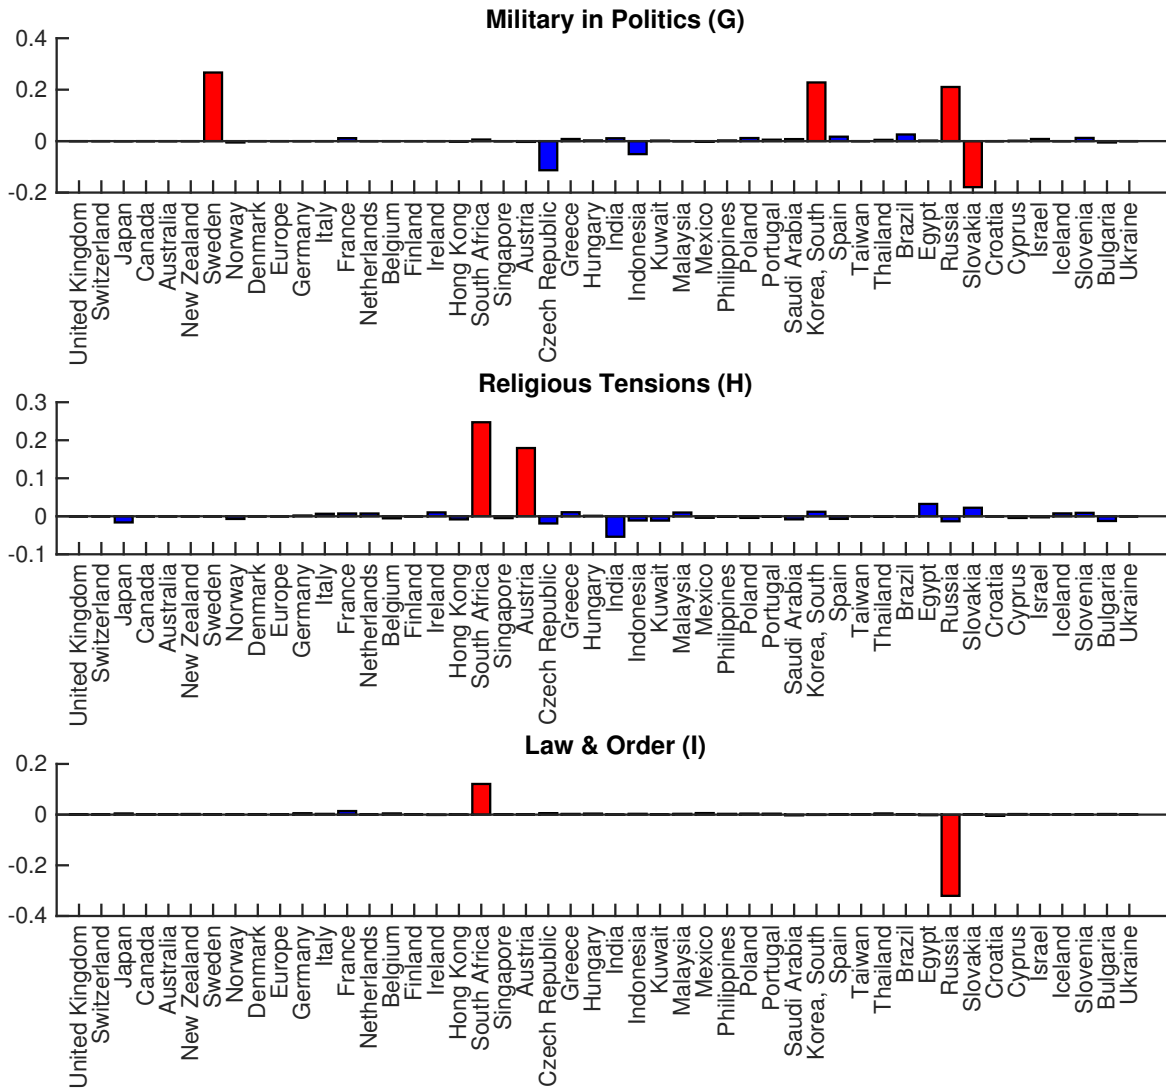 Military in Politics (G)
0.4
0.2
0
-0.2
United Kingdom
Switzerland
Japan
Canada
Australia
New Zealand
Sweden
Norway
Denmark
Europe
Germany
Italy
France
Netherlands
Belgium
Finland
Ireland
Hong Kong
South Africa
Singapore
Austria
Czech Republic
Greece
Hungary
India
Indonesia
Kuwait
Malaysia
Mexico
Philippines
Poland
Portugal
Saudi Arabia
Korea, South
Spain
Taiwan
Thailand
Brazil
Egypt
Russia
Slovakia
Croatia
Cyprus
Israel
Iceland
Slovenia
Bulgaria
Ukraine
Religious Tensions (H)
0.3
0.2
0.1
0
-0.1
United Kingdom
Switzerland
Japan
Canada
Australia
New Zealand
Sweden
Norway
Denmark
Europe
Germany
Italy
France
Netherlands
Belgium
Finland
Ireland
Hong Kong
South Africa
Singapore
Austria
Czech Republic
Greece
Hungary
India
Indonesia
Kuwait
Malaysia
Mexico
Philippines
Poland
Portugal
Saudi Arabia
Korea, South
Spain
Taiwan
Thailand
Brazil
Egypt
Russia
Slovakia
Croatia
Cyprus
Israel
Iceland
Slovenia
Bulgaria
Ukraine
Law & Order (I)
0.2
0
-0.2
-0.4
United Kingdom
Switzerland
Japan
Canada
Australia
New Zealand
Sweden
Norway
Denmark
Europe
Germany
Italy
France
Netherlands
Belgium
Finland
Ireland
Hong Kong
South Africa
Singapore
Austria
Czech Republic
Greece
Hungary
India
Indonesia
Kuwait
Malaysia
Mexico
Philippines
Poland
Portugal
Saudi Arabia
Korea, South
Spain
Taiwan
Thailand
Brazil
Egypt
Russia
Slovakia
Croatia
Cyprus
Israel
Iceland
Slovenia
Bulgaria
Ukraine